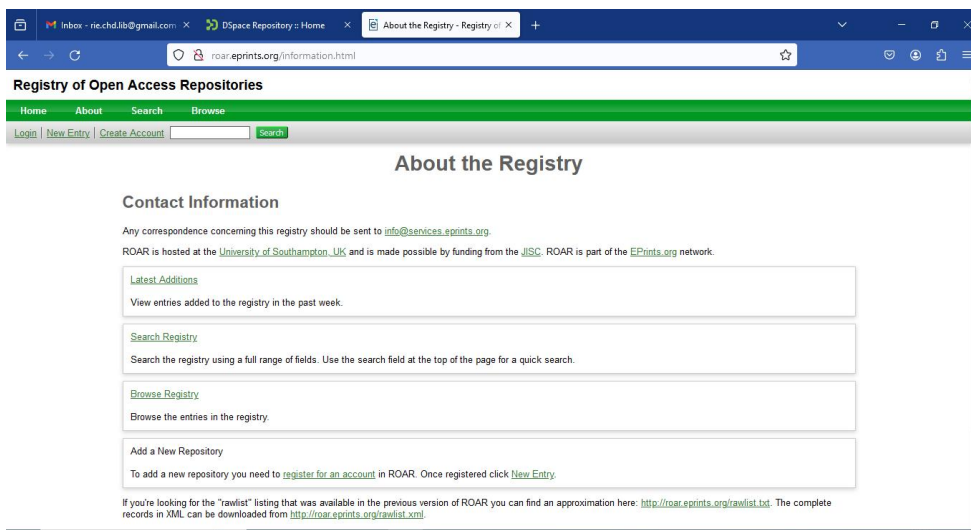 Inbox - rie.chd.lib@gmail.com
DSpace Repository :: Home
About the Registry - Registry of
roar.eprints.org/information.html
Registry of Open Access Repositories
Home About Search Browse
Login | New Entry | Create Account Search
About the Registry
Contact Information
Any correspondence concerning this registry should be sent to info@services.eprints.org.
ROAR is hosted at the University of Southampton, UK and is made possible by funding from the JISC. ROAR is part of the EPrints.org network.
Latest Additions
View entries added to the registry in the past week.
Search Registry
Search the registry using a full range of fields. Use the search field at the top of the page for a quick search.
Browse Registry
Browse the entries in the registry.
Add a New Repository
To add a new repository you need to register for an account in ROAR. Once registered click New Entry.
If you're looking for the "rawlist" listing that was available in the previous version of ROAR you can find an approximation here: http://roar.eprints.org/rawlist.txt. The complete
records in XML can be downloaded from http://roar.eprints.org/rawlist.xml.